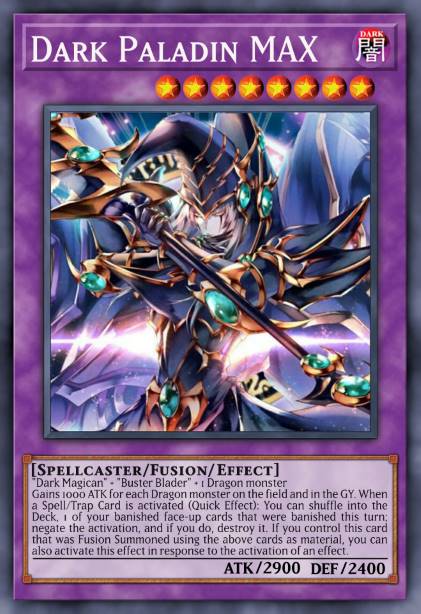 Dark Paladin MAX
DARK
闇
[Spellcaster/Fusion/Effect]
"Dark Magican" + "Buster Blader" + 1 Dragon monster
Gains 1000 ATK for each Dragon monster on the field and in the GY. When
a Spell/Trap Card is activated (Quick Effect): You can shuffle into the
Deck, 1 of your banished face-up cards that were banished this turn;
negate the activation, and if you do, destroy it. If you control this card
that was Fusion Summoned using the above cards as material, you can
also activate this effect in response to the activation of an effect.
ATK/2900 DEF/2400